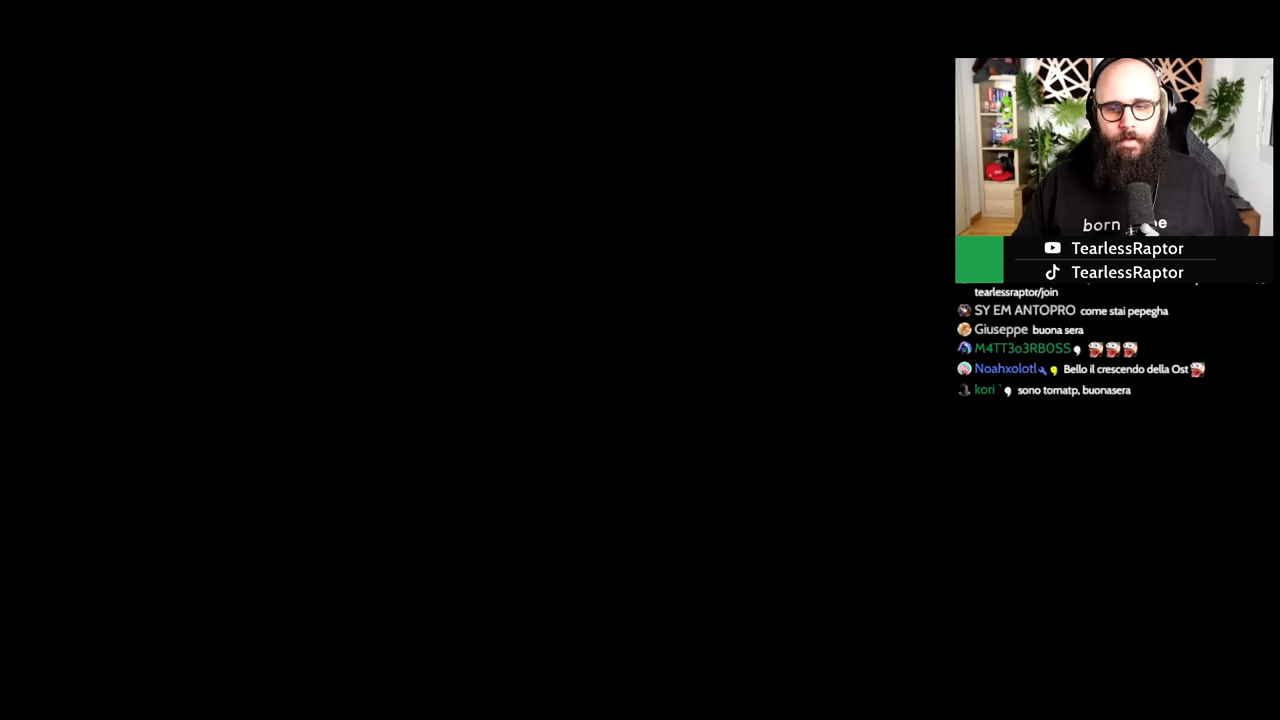 born
TearlessRaptor
TearlessRaptor
tearlessraptor/join
SY EM ANTOPRO come stai pepegha
Giuseppe buona sera
M4TT3o3RB0SS
Noahxolotl Bello il crescendo della Ost
kori ` sono tornatp, buonasera